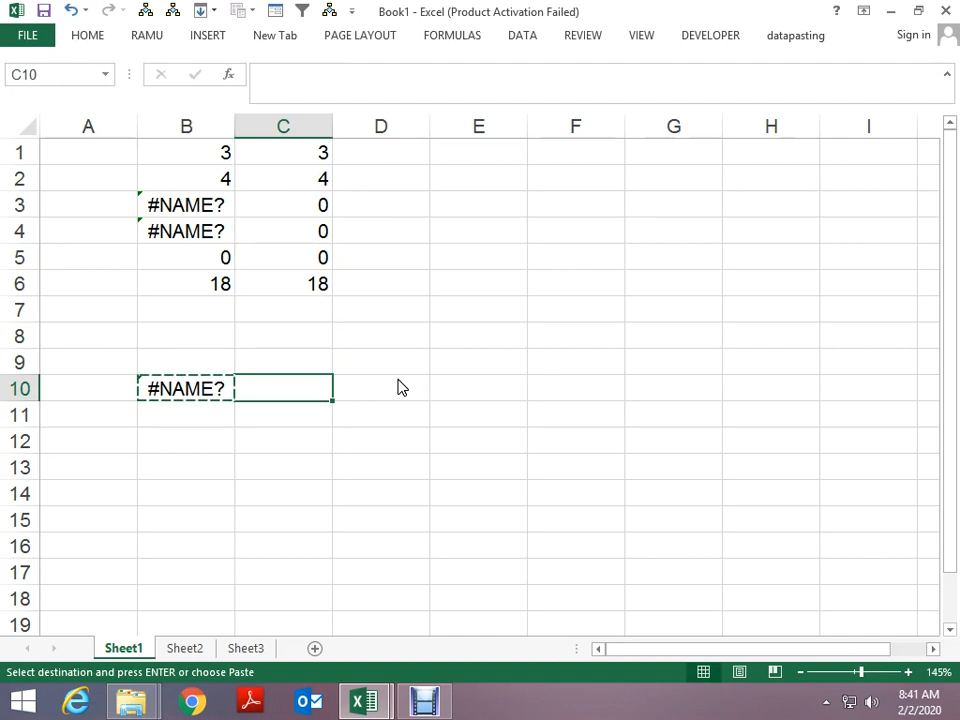 Book1 - Excel (Product Activation Failed)
?
FILE HOME RAMU INSERT New Tab PAGE LAYOUT FORMULAS DATA REVIEW VIEW DEVELOPER datapasting Sign in
C10 fx
A B C D E F G H I
1 3 3
2 4 4
3 #NAME? 0
4 #NAME? 0
5 0 0
6 18 18
7
8
9
10 #NAME?
11
12
13
14
15
16
17
18
19
Sheet1 Sheet2 Sheet3
Select destination and press ENTER or choose Paste 145%
8:41 AM
2/2/2020